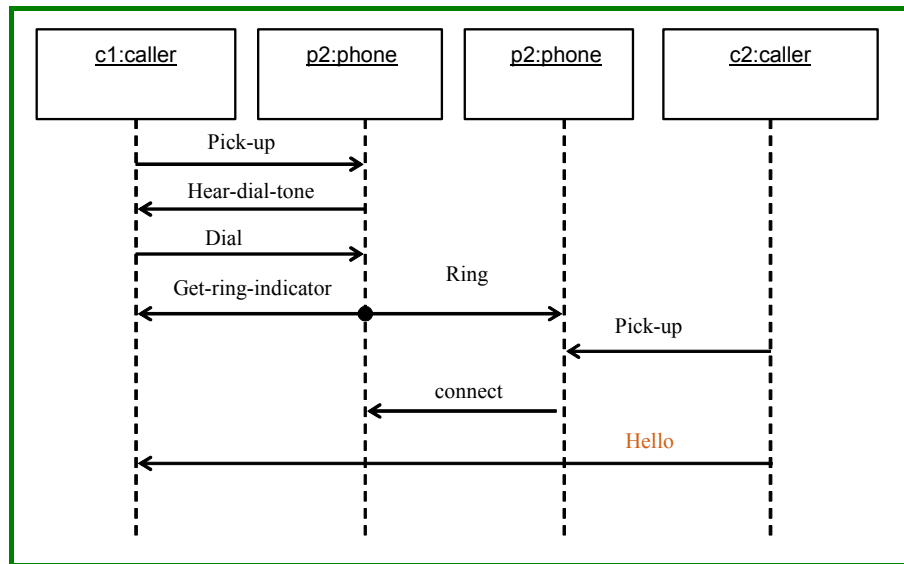 c1:caller
p2:phone
p2:phone
c2:caller
Pick-up
Hear-dial-tone
Dial
Get-ring-indicator
Ring
Pick-up
connect
Hello